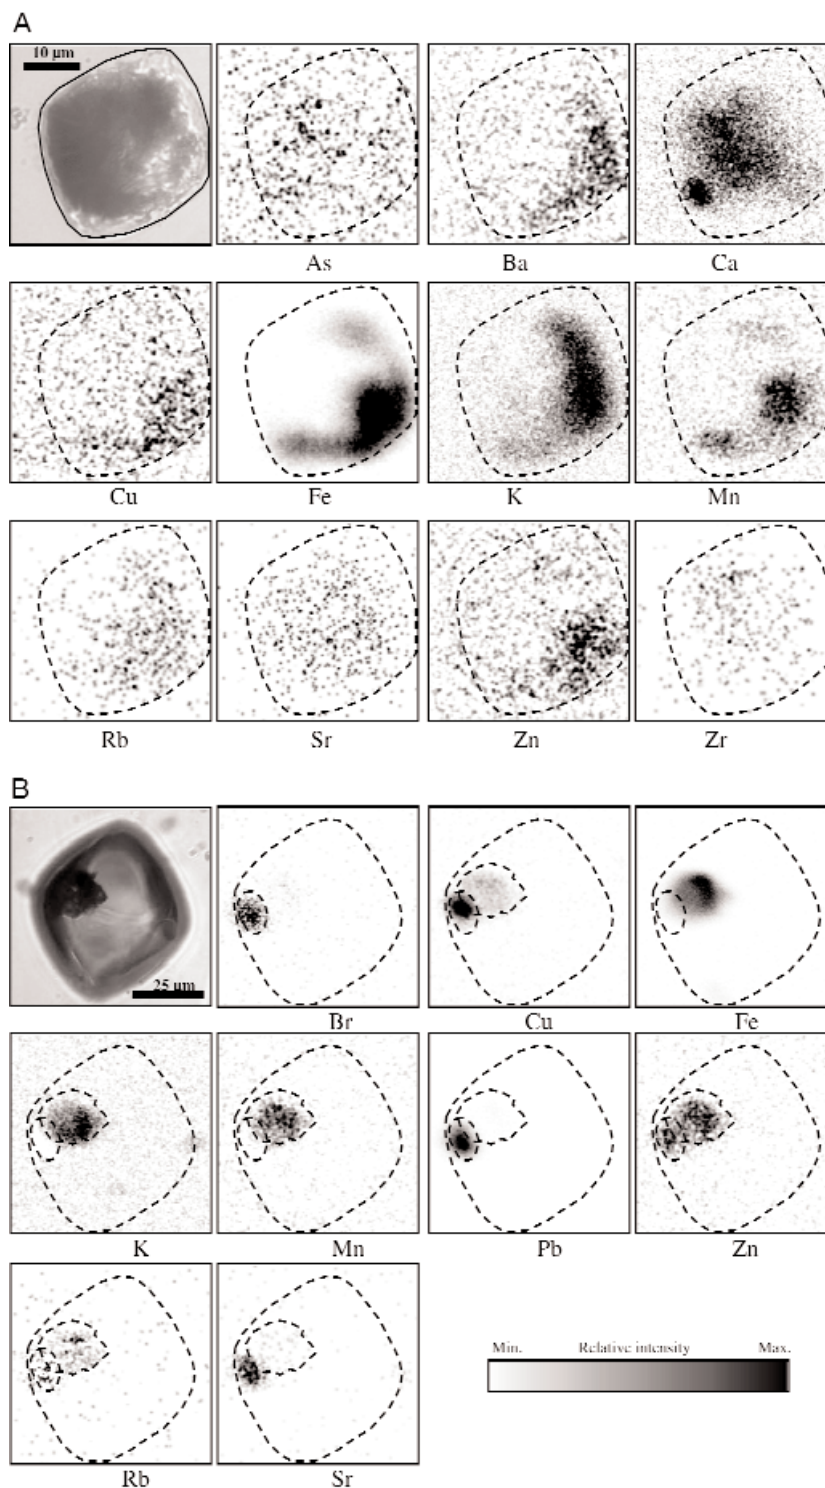 A
10 µm
As Ba Ca
Cu Fe K Mn
Rb Sr Zn Zr
B
25 µm
Br Cu Fe
K Mn Pb Zn
Min. Relative intensity Max.
Rb Sr